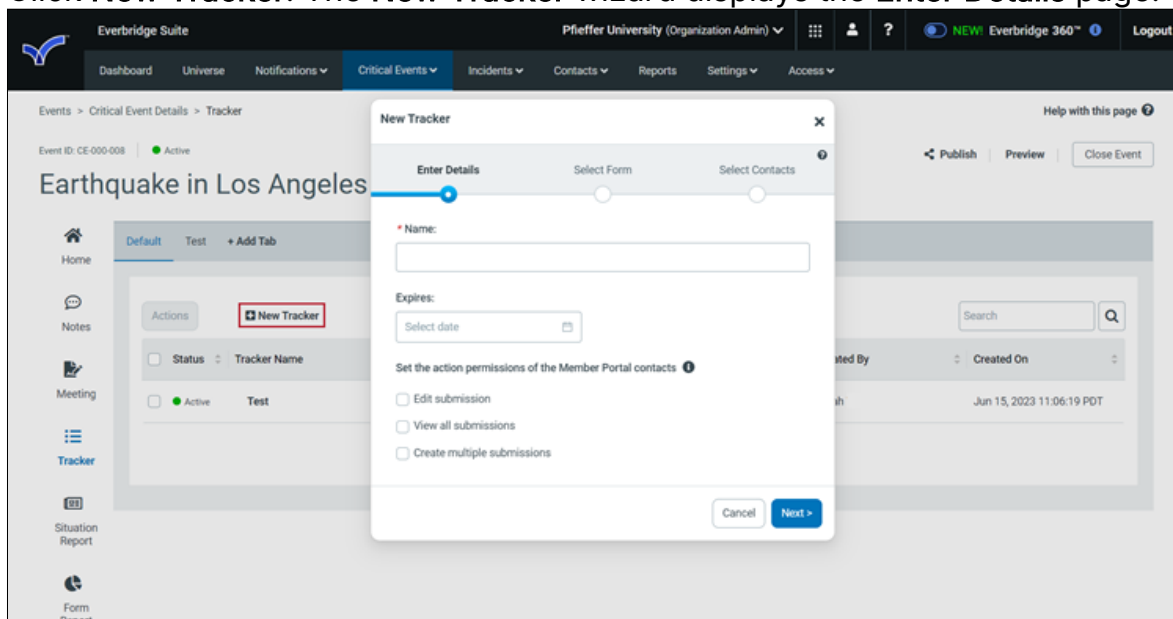 Click New Tracker. The New Tracker wizard displays the Enter Details page.
Everbridge Suite Pfieffer University (Organization Admin) ? NEW! Everbridge 360™ Logout
Dashboard Universe Notifications Critical Events Incidents Contacts Reports Settings Access
Events > Critical Event Details > Tracker
Help with this page
Event ID: CE-000-008 Active
Publish Preview Close Event
Earthquake in Los Angeles
Home
Notes
Meeting
Tracker
Situation
Report
Form
Default Test + Add Tab
Actions New Tracker
Search
Status Tracker Name
Created On
Active Test
Jun 15, 2023 11:06:19 PDT
New Tracker
Enter Details Select Form Select Contacts
* Name:
Expires:
Select date
Set the action permissions of the Member Portal contacts
Edit submission
View all submissions
Create multiple submissions
Cancel Next >